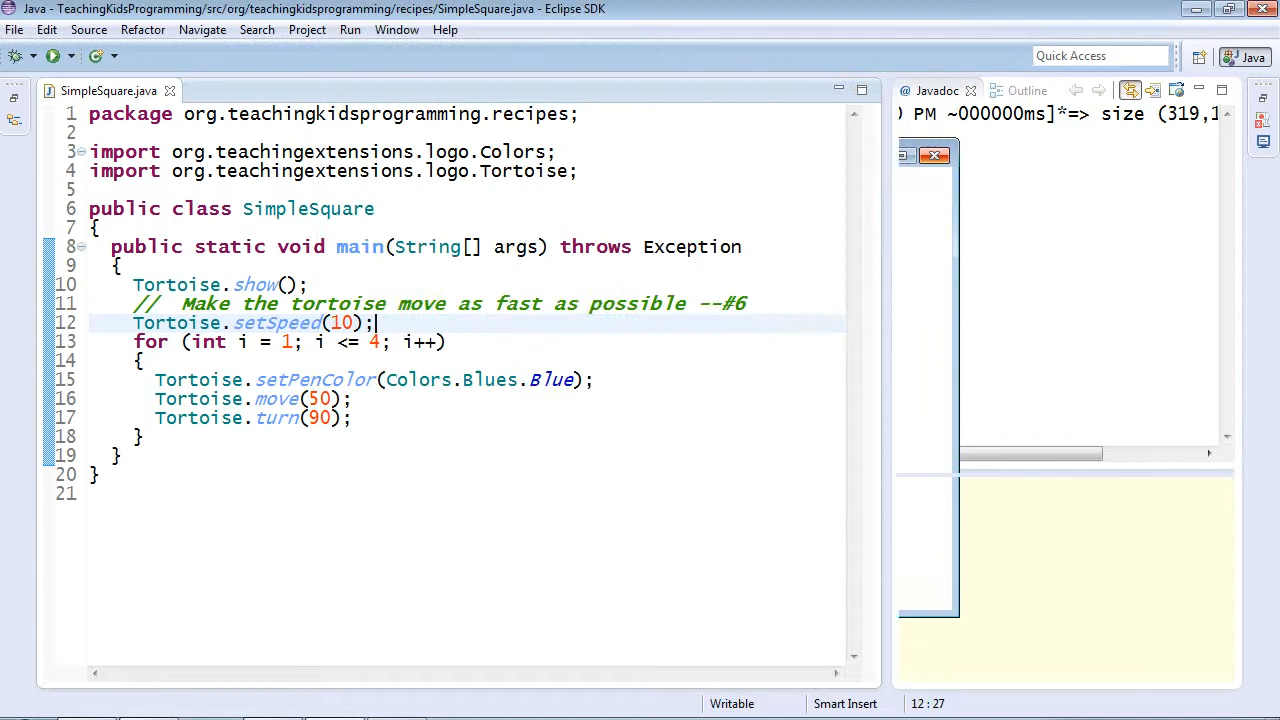 Java - TeachingKidsProgramming/src/org/teachingkidsprogramming/recipes/SimpleSquare.java - Eclipse SDK
File Edit Source Refactor Navigate Search Project Run Window Help
Quick Access
Java
SimpleSquare.java
1 package org.teachingkidsprogramming.recipes;
2
3 import org.teachingextensions.logo.Colors;
4 import org.teachingextensions.logo.Tortoise;
5
6 public class SimpleSquare
7 {
8 public static void main(String[] args) throws Exception
9 {
10 Tortoise.show();
11 // Make the tortoise move as fast as possible --#6
12 Tortoise.setSpeed(10);
13 for (int i = 1; i <= 4; i++)
14 {
15 Tortoise.setPenColor(Colors.Blues.Blue);
16 Tortoise.move(50);
17 Tortoise.turn(90);
18 }
19 }
20 }
21
@ Javadoc Outline
) PM ~000000ms]*=> size (319,1
Writable Smart Insert 12 : 27